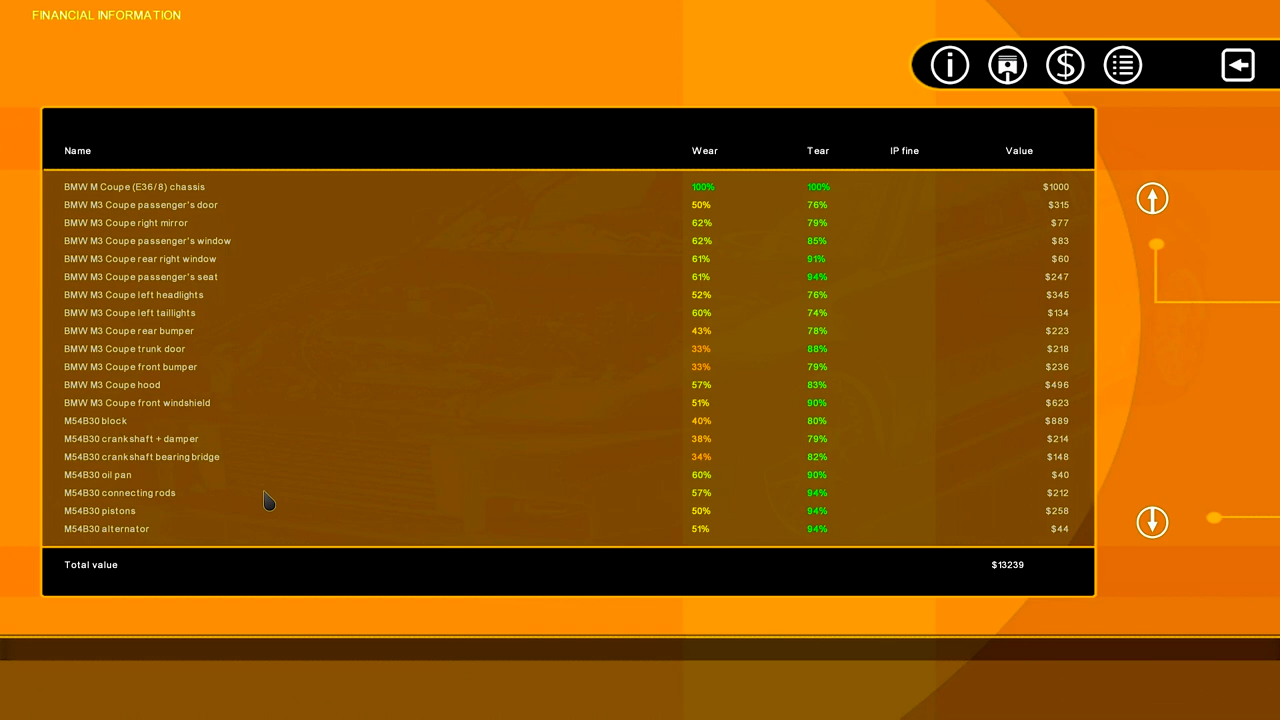 FINANCIAL INFORMATION
Name Wear Tear IP fine Value
BMW M Coupe (E36/8) chassis 100% 100% $1000
BMW M3 Coupe passenger's door 50% 76% $315
BMW M3 Coupe right mirror 62% 79% $77
BMW M3 Coupe passenger's window 62% 85% $83
BMW M3 Coupe rear right window 61% 91% $60
BMW M3 Coupe passenger's seat 61% 94% $247
BMW M3 Coupe left headlights 52% 76% $345
BMW M3 Coupe left taillights 60% 74% $134
BMW M3 Coupe rear bumper 43% 78% $223
BMW M3 Coupe trunk door 33% 88% $218
BMW M3 Coupe front bumper 33% 79% $236
BMW M3 Coupe hood 57% 83% $496
BMW M3 Coupe front windshield 51% 90% $623
M54B30 block 40% 80% $889
M54B30 crankshaft + damper 38% 79% $214
M54B30 crankshaft bearing bridge 34% 82% $148
M54B30 oil pan 60% 90% $40
M54B30 connecting rods 57% 94% $212
M54B30 pistons 50% 94% $258
M54B30 alternator 51% 94% $44
Total value $13239